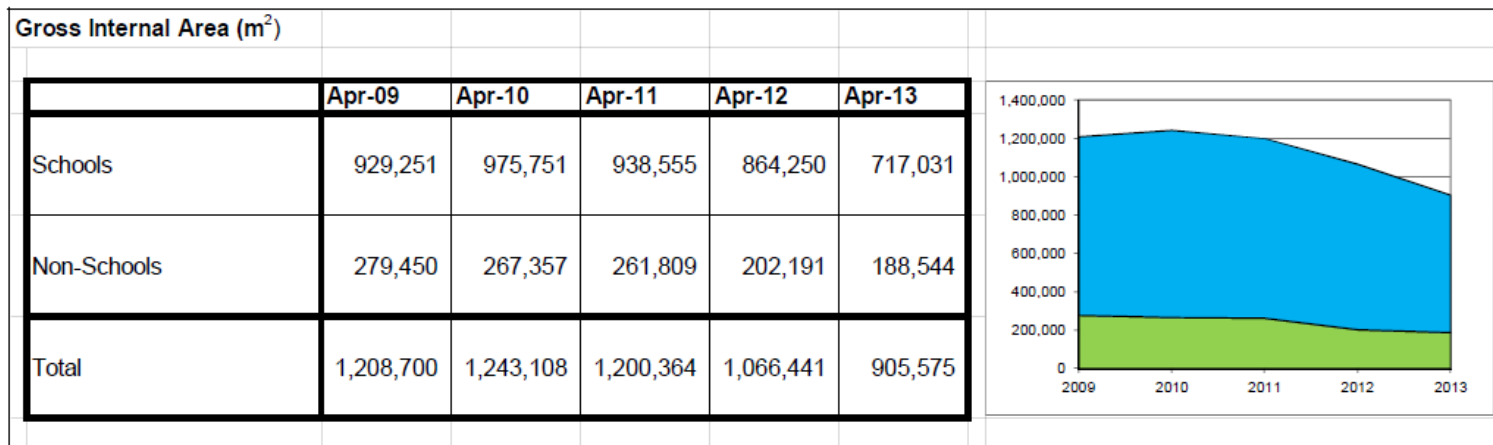 Gross Internal Area (m²)
Apr-09 Apr-10 Apr-11 Apr-12 Apr-13
Schools 929,251 975,751 938,555 864,250 717,031
Non-Schools 279,450 267,357 261,809 202,191 188,544
Total 1,208,700 1,243,108 1,200,364 1,066,441 905,575
1,400,000
1,200,000
1,000,000
800,000
600,000
400,000
200,000
0
2009 2010 2011 2012 2013